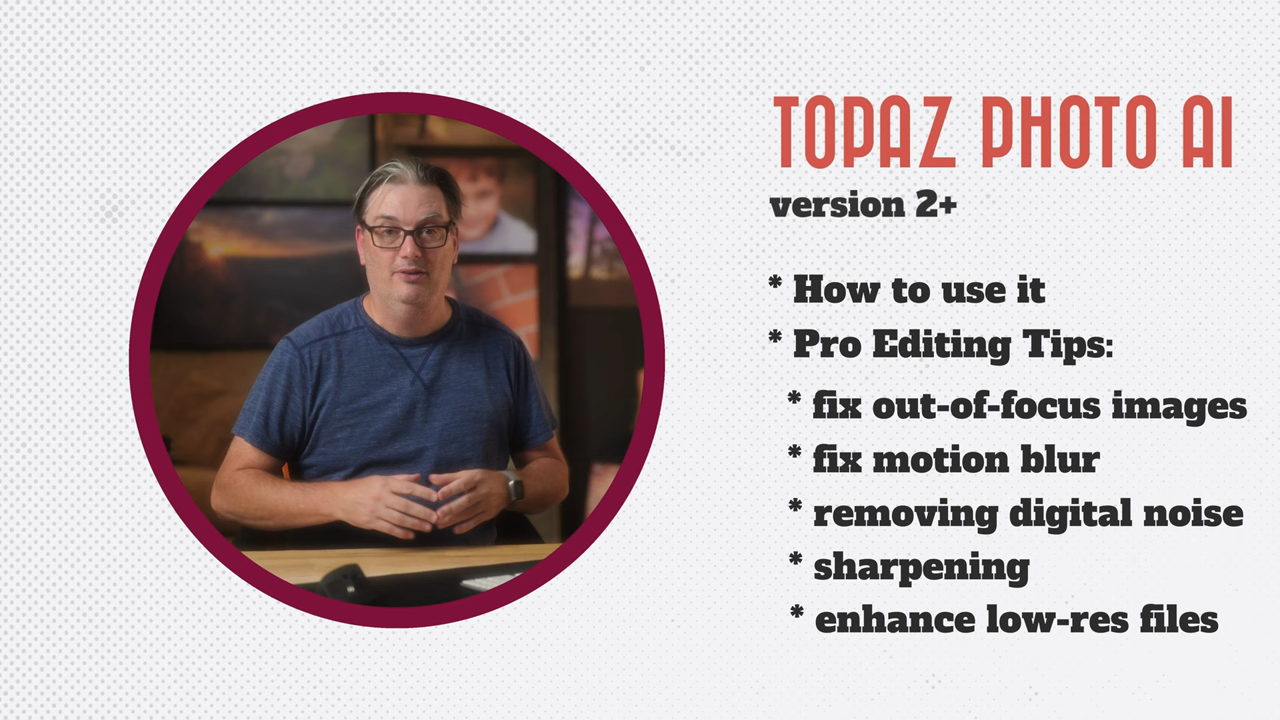 TOPAZ PHOTO AI
version 2+
* How to use it
* Pro Editing Tips:
* fix out-of-focus images
* fix motion blur
* removing digital noise
* sharpening
* enhance low-res files